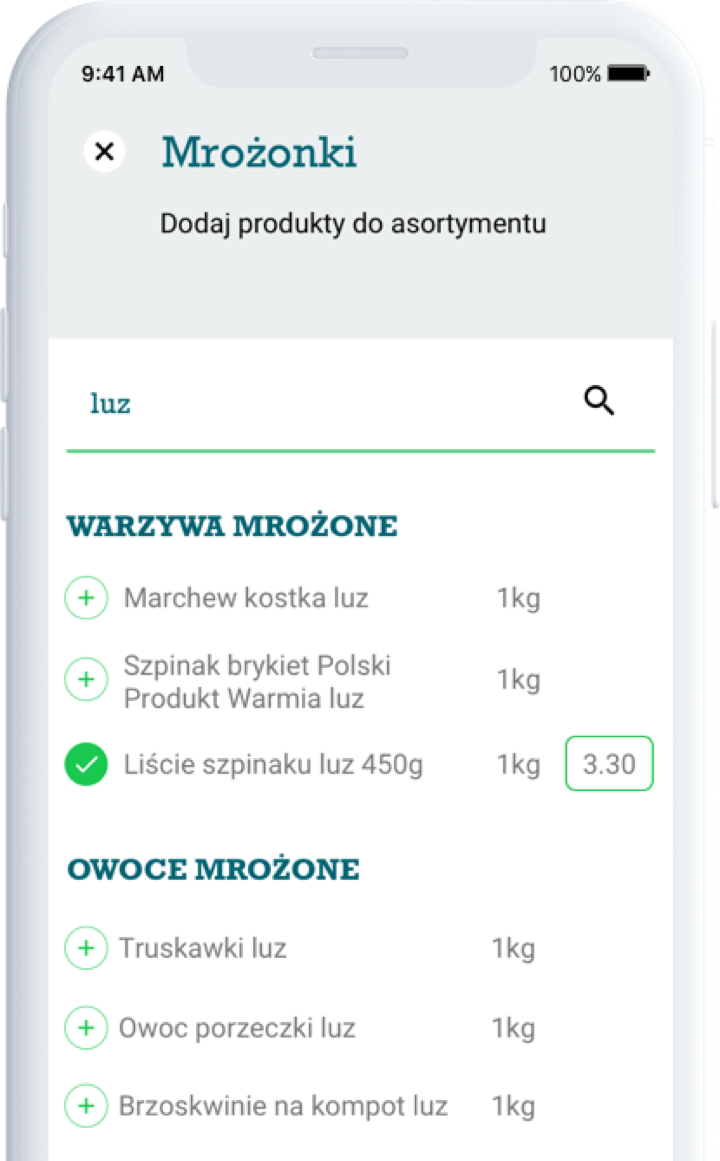 9:41 AM 100%
Mrożonki
Dodaj produkty do asortymentu
luz
WARZYWA MROŻONE
Marchew kostka luz 1kg
Szpinak brykiet Polski
Produkt Warmia luz 1kg
Liście szpinaku luz 450g 1kg 3.30
OWOCE MROŻONE
Truskawki luz 1kg
Owoc porzeczki luz 1kg
Brzoskwinie na kompot luz 1kg